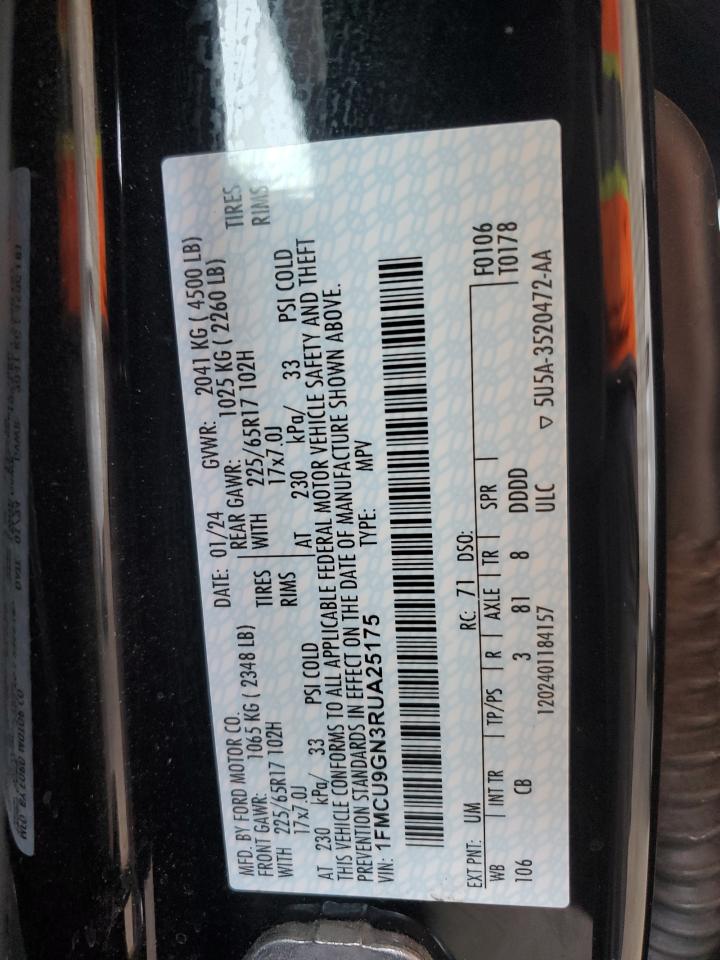 MFD. BY FORD MOTOR CO. DATE: 01/24 GVWR: 2041 KG ( 4500 LB)
FRONT GAWR: 1065 KG ( 2348 LB) REAR GAWR: 1025 KG ( 2260 LB)
WITH 225/65R17 102H TIRES WITH 225/65R17 102H TIRES
17x7.0J RIMS 17x7.0J RIMS
AT 230 kPa/ 33 PSI COLD AT 230 kPa/ 33 PSI COLD
THIS VEHICLE CONFORMS TO ALL APPLICABLE FEDERAL MOTOR VEHICLE SAFETY AND THEFT
PREVENTION STANDARDS IN EFFECT ON THE DATE OF MANUFACTURE SHOWN ABOVE.
VIN: 1FMCU9GN3RUA25175 TYPE: MPV
F0106
T0178
EXT PNT: UM RC: 71 DSO:
WB INT TR TP/PS R AXLE TR SPR
106 CB 3 81 8 DDDD
1202401184157 ULC ▽ 5U5A-3520472-AA